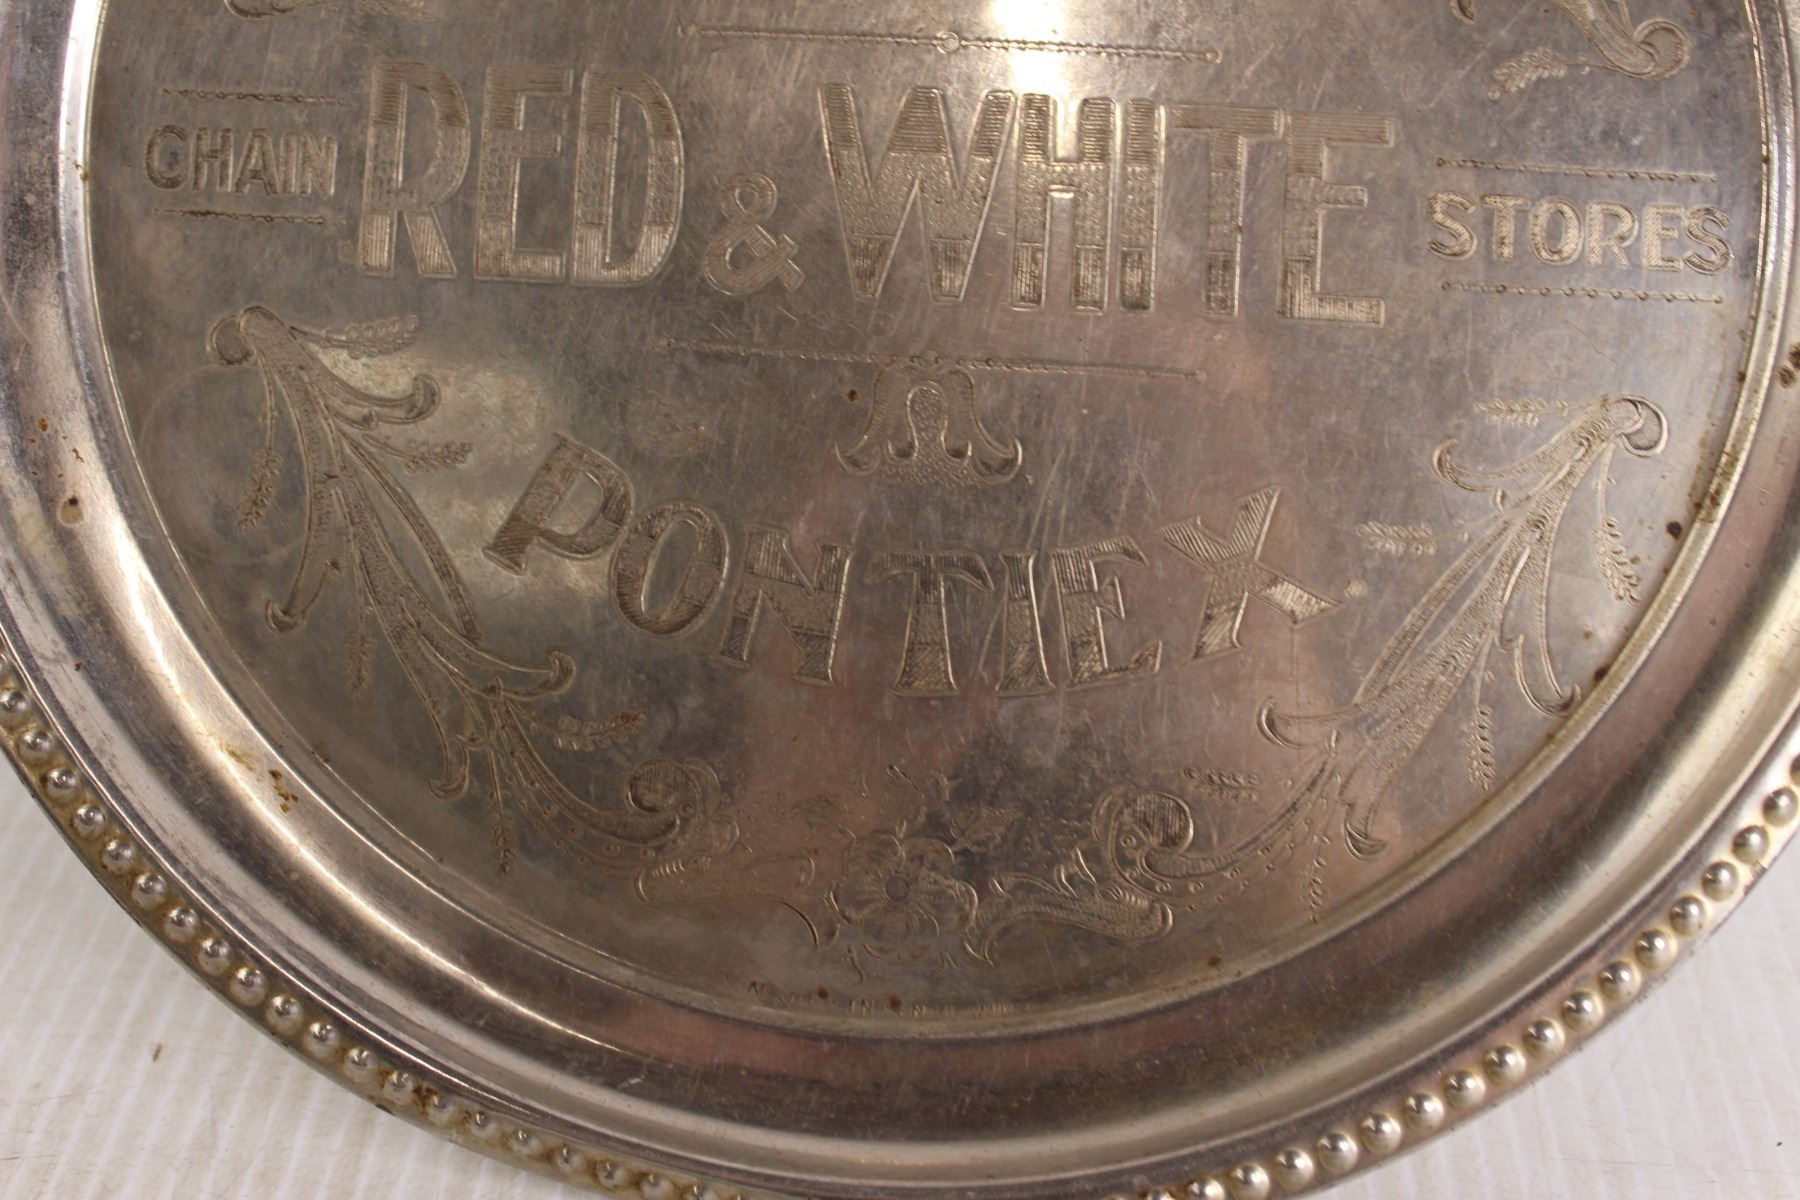 CHAIN RED & WHITE STORES
PONTIEX